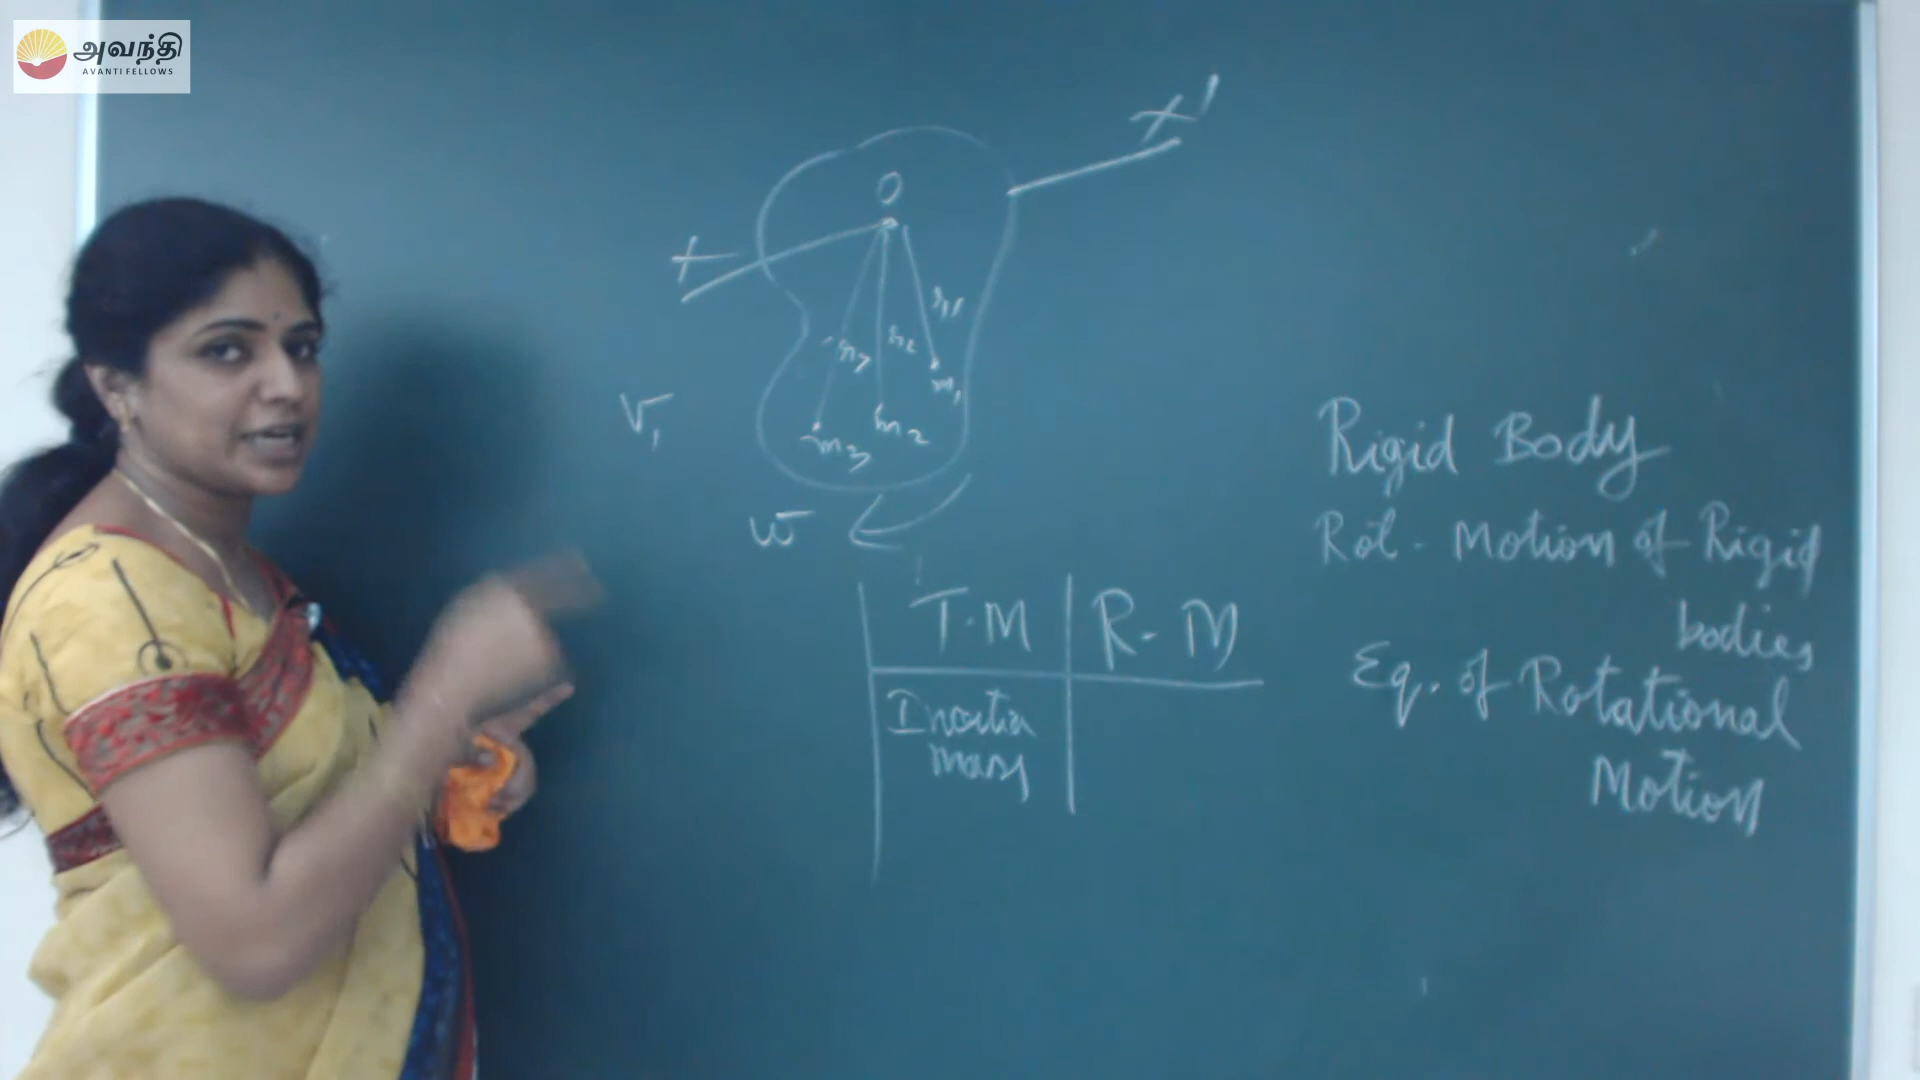 அவந்தி
AVANTI FELLOWS
X'
O
X
r1
r2
r3
m1
m2
m3
V1
ω
T.M R.M
Inertia
mass
Rigid Body
Rot. Motion of Rigid
bodies
Eq. of Rotational
Motion